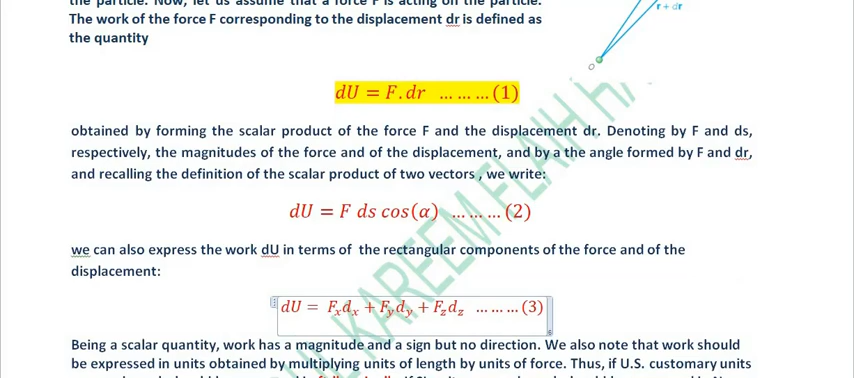 the particle. Now, let us assume that a force F is acting on the particle.
The work of the force F corresponding to the displacement dr is defined as
the quantity
r + dr
O
dU = F.dr ... ... ... (1)
obtained by forming the scalar product of the force F and the displacement dr. Denoting by F and ds,
respectively, the magnitudes of the force and of the displacement, and by a the angle formed by F and dr,
and recalling the definition of the scalar product of two vectors , we write:
dU = F ds cos(α) ... ... ... (2)
we can also express the work dU in terms of the rectangular components of the force and of the
displacement:
dU = Fₓdₓ + F_yd_y + F_zd_z ... ... ... (3)
Being a scalar quantity, work has a magnitude and a sign but no direction. We also note that work should
be expressed in units obtained by multiplying units of length by units of force. Thus, if U.S. customary units
KAREEM FLAIH